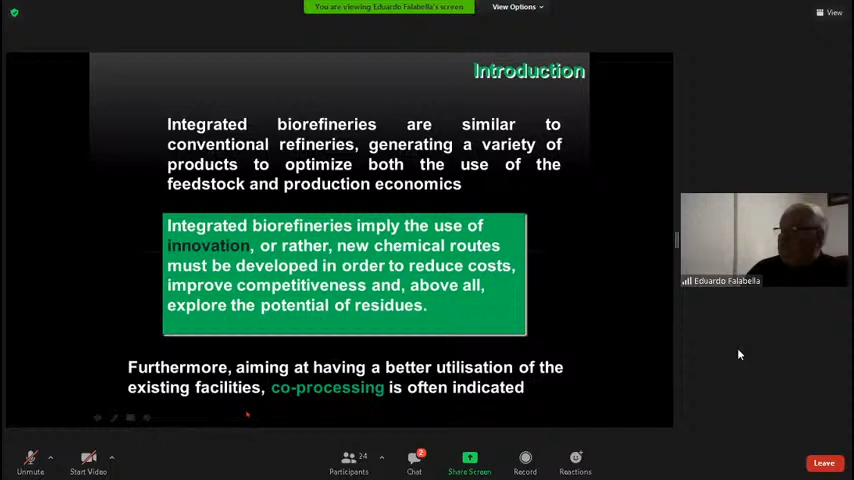 You are viewing Eduardo Falabella's screen
View Options
View
Introduction
Integrated biorefineries are similar to
conventional refineries, generating a variety of
products to optimize both the use of the
feedstock and production economics
Integrated biorefineries imply the use of
innovation, or rather, new chemical routes
must be developed in order to reduce costs,
improve competitiveness and, above all,
explore the potential of residues.
Eduardo Falabella
Furthermore, aiming at having a better utilisation of the
existing facilities, co-processing is often indicated
Unmute
Start Video
24
Participants
2
Chat
Share Screen
Record
Reactions
Leave